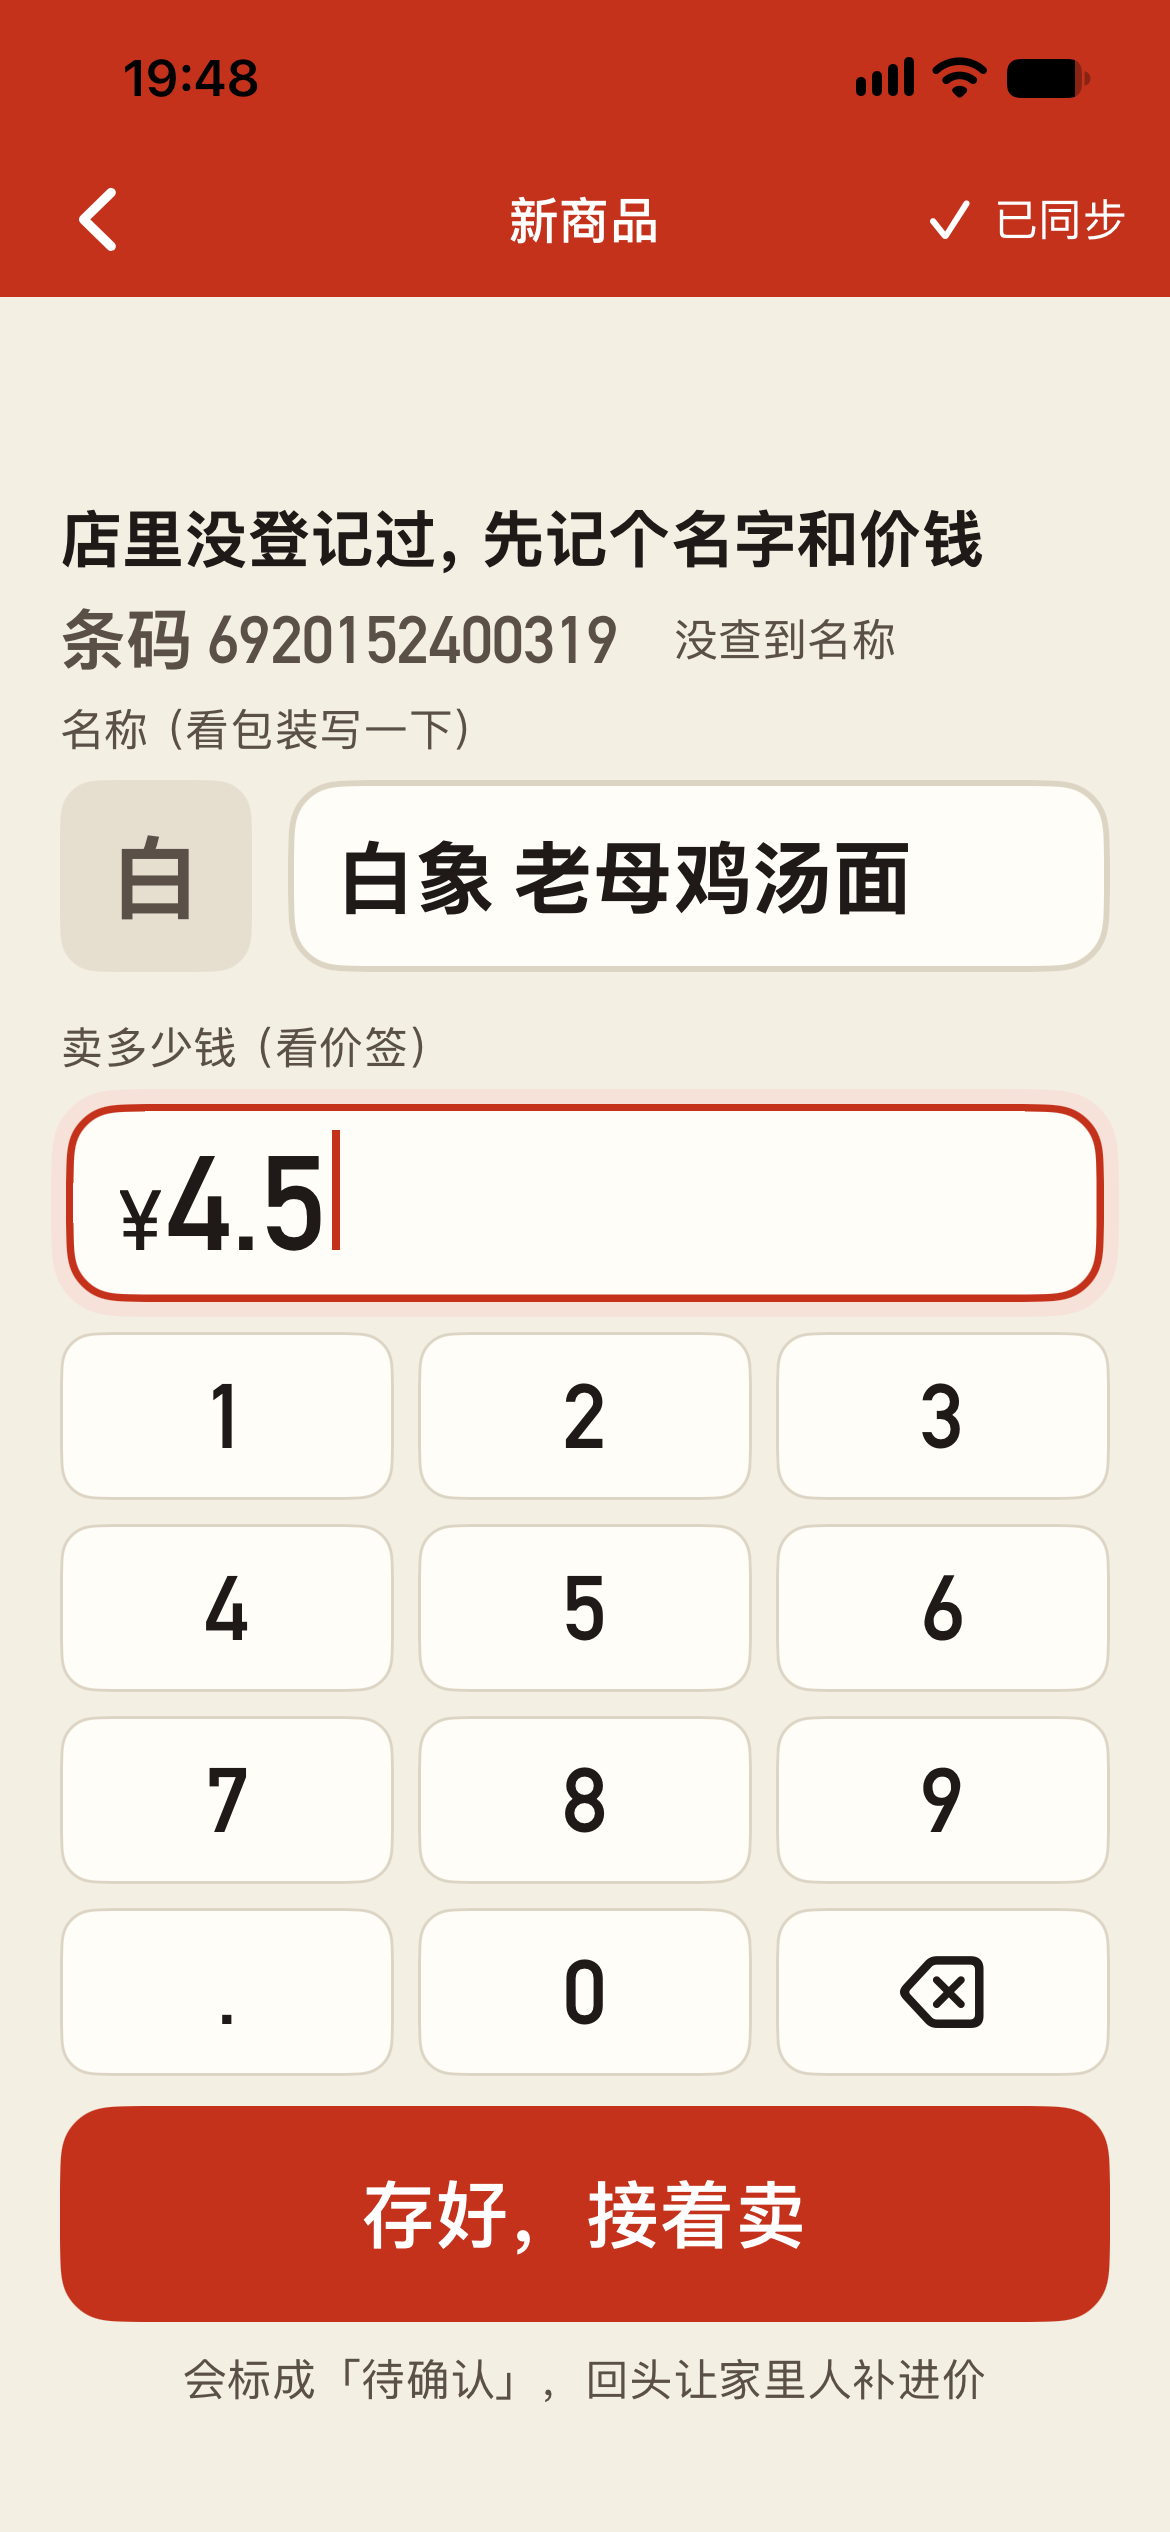 19:48
新商品
已同步
店里没登记过，先记个名字和价钱
条码 6920152400319 没查到名称
名称（看包装写一下）
白
白象 老母鸡汤面
卖多少钱（看价签）
¥4.5
1 2 3
4 5 6
7 8 9
. 0
存好，接着卖
会标成「待确认」，回头让家里人补进价